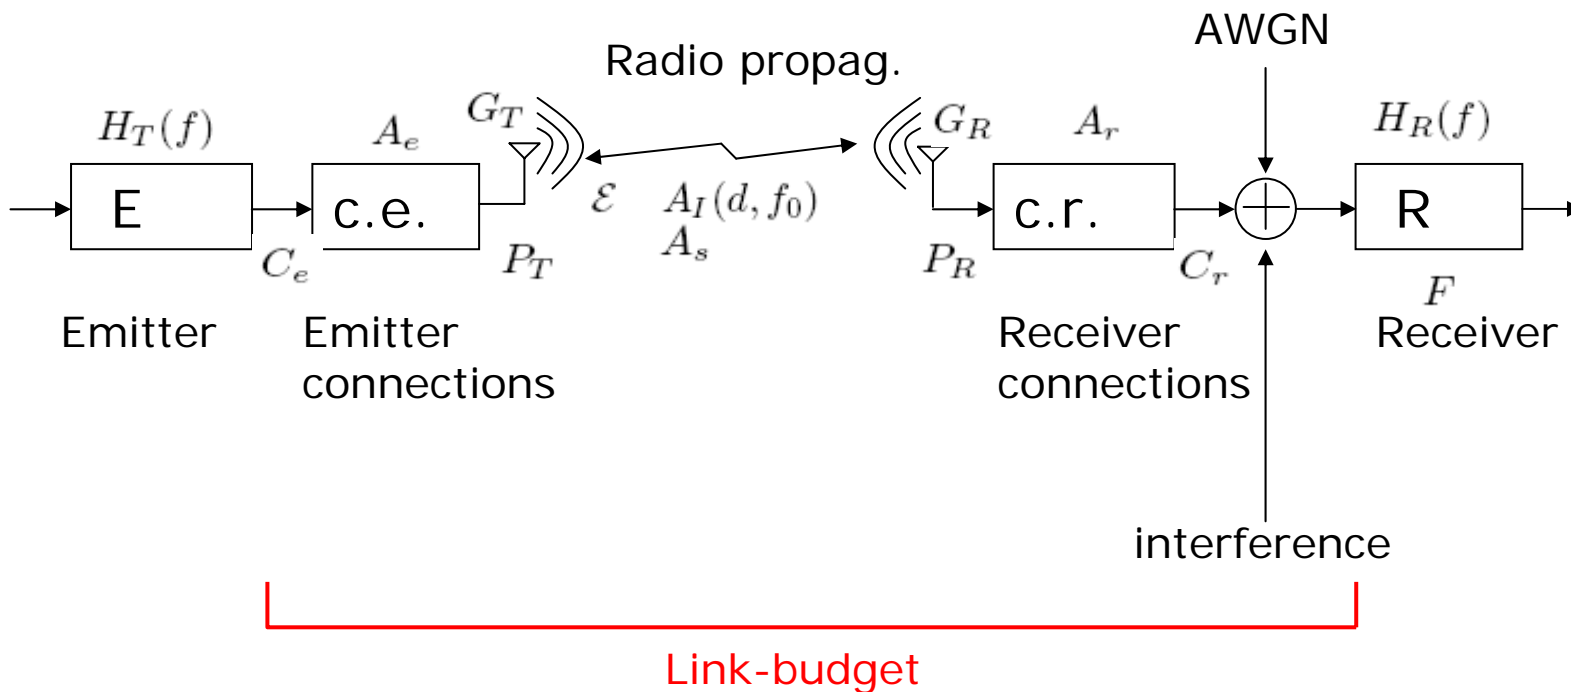 AWGN
Radio propag.
H_T(f)
A_e
G_T
G_R
A_r
H_R(f)
E
c.e.
ℰ
A_I(d, f_0)
A_s
c.r.
R
C_e
P_T
P_R
C_r
F
Emitter
Emitter
connections
Receiver
connections
Receiver
interference
Link-budget